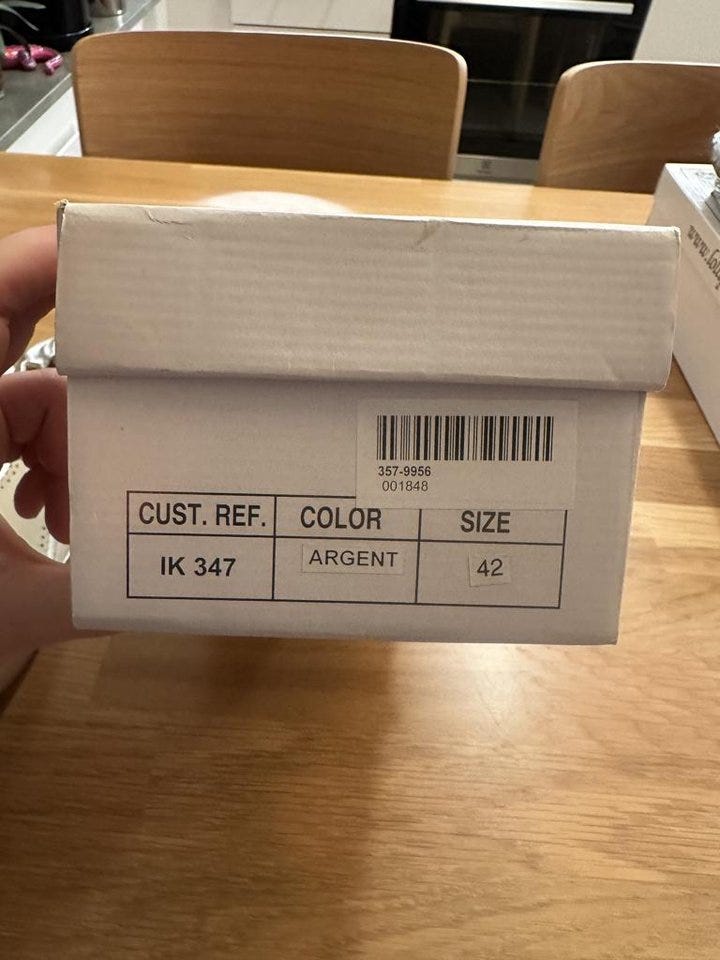 357-9956
001848
CUST. REF. COLOR SIZE
IK 347 ARGENT 42